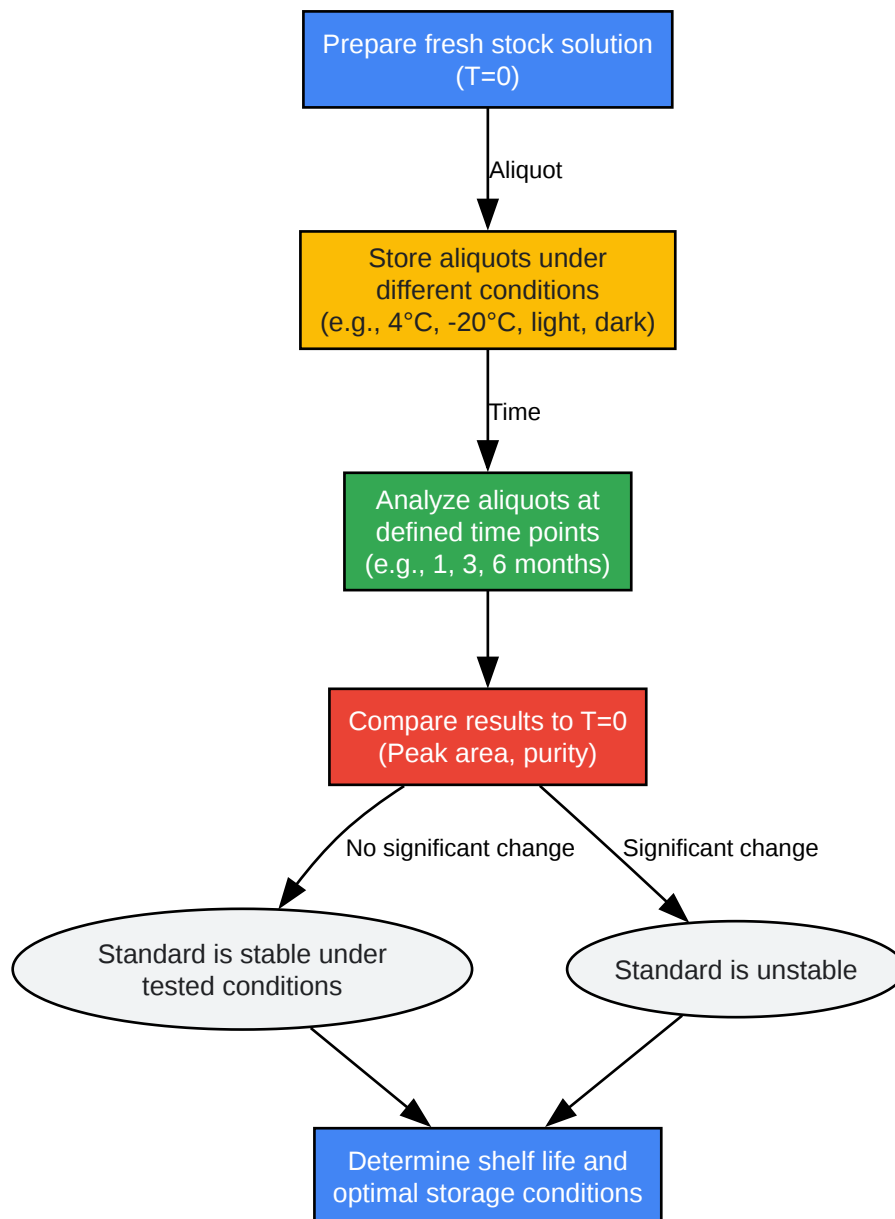 Prepare fresh stock solution
(T=0)
Aliquot
Store aliquots under
different conditions
(e.g., 4°C, -20°C, light, dark)
Time
Analyze aliquots at
defined time points
(e.g., 1, 3, 6 months)
Compare results to T=0
(Peak area, purity)
No significant change
Significant change
Standard is stable under
tested conditions
Standard is unstable
Determine shelf life and
optimal storage conditions